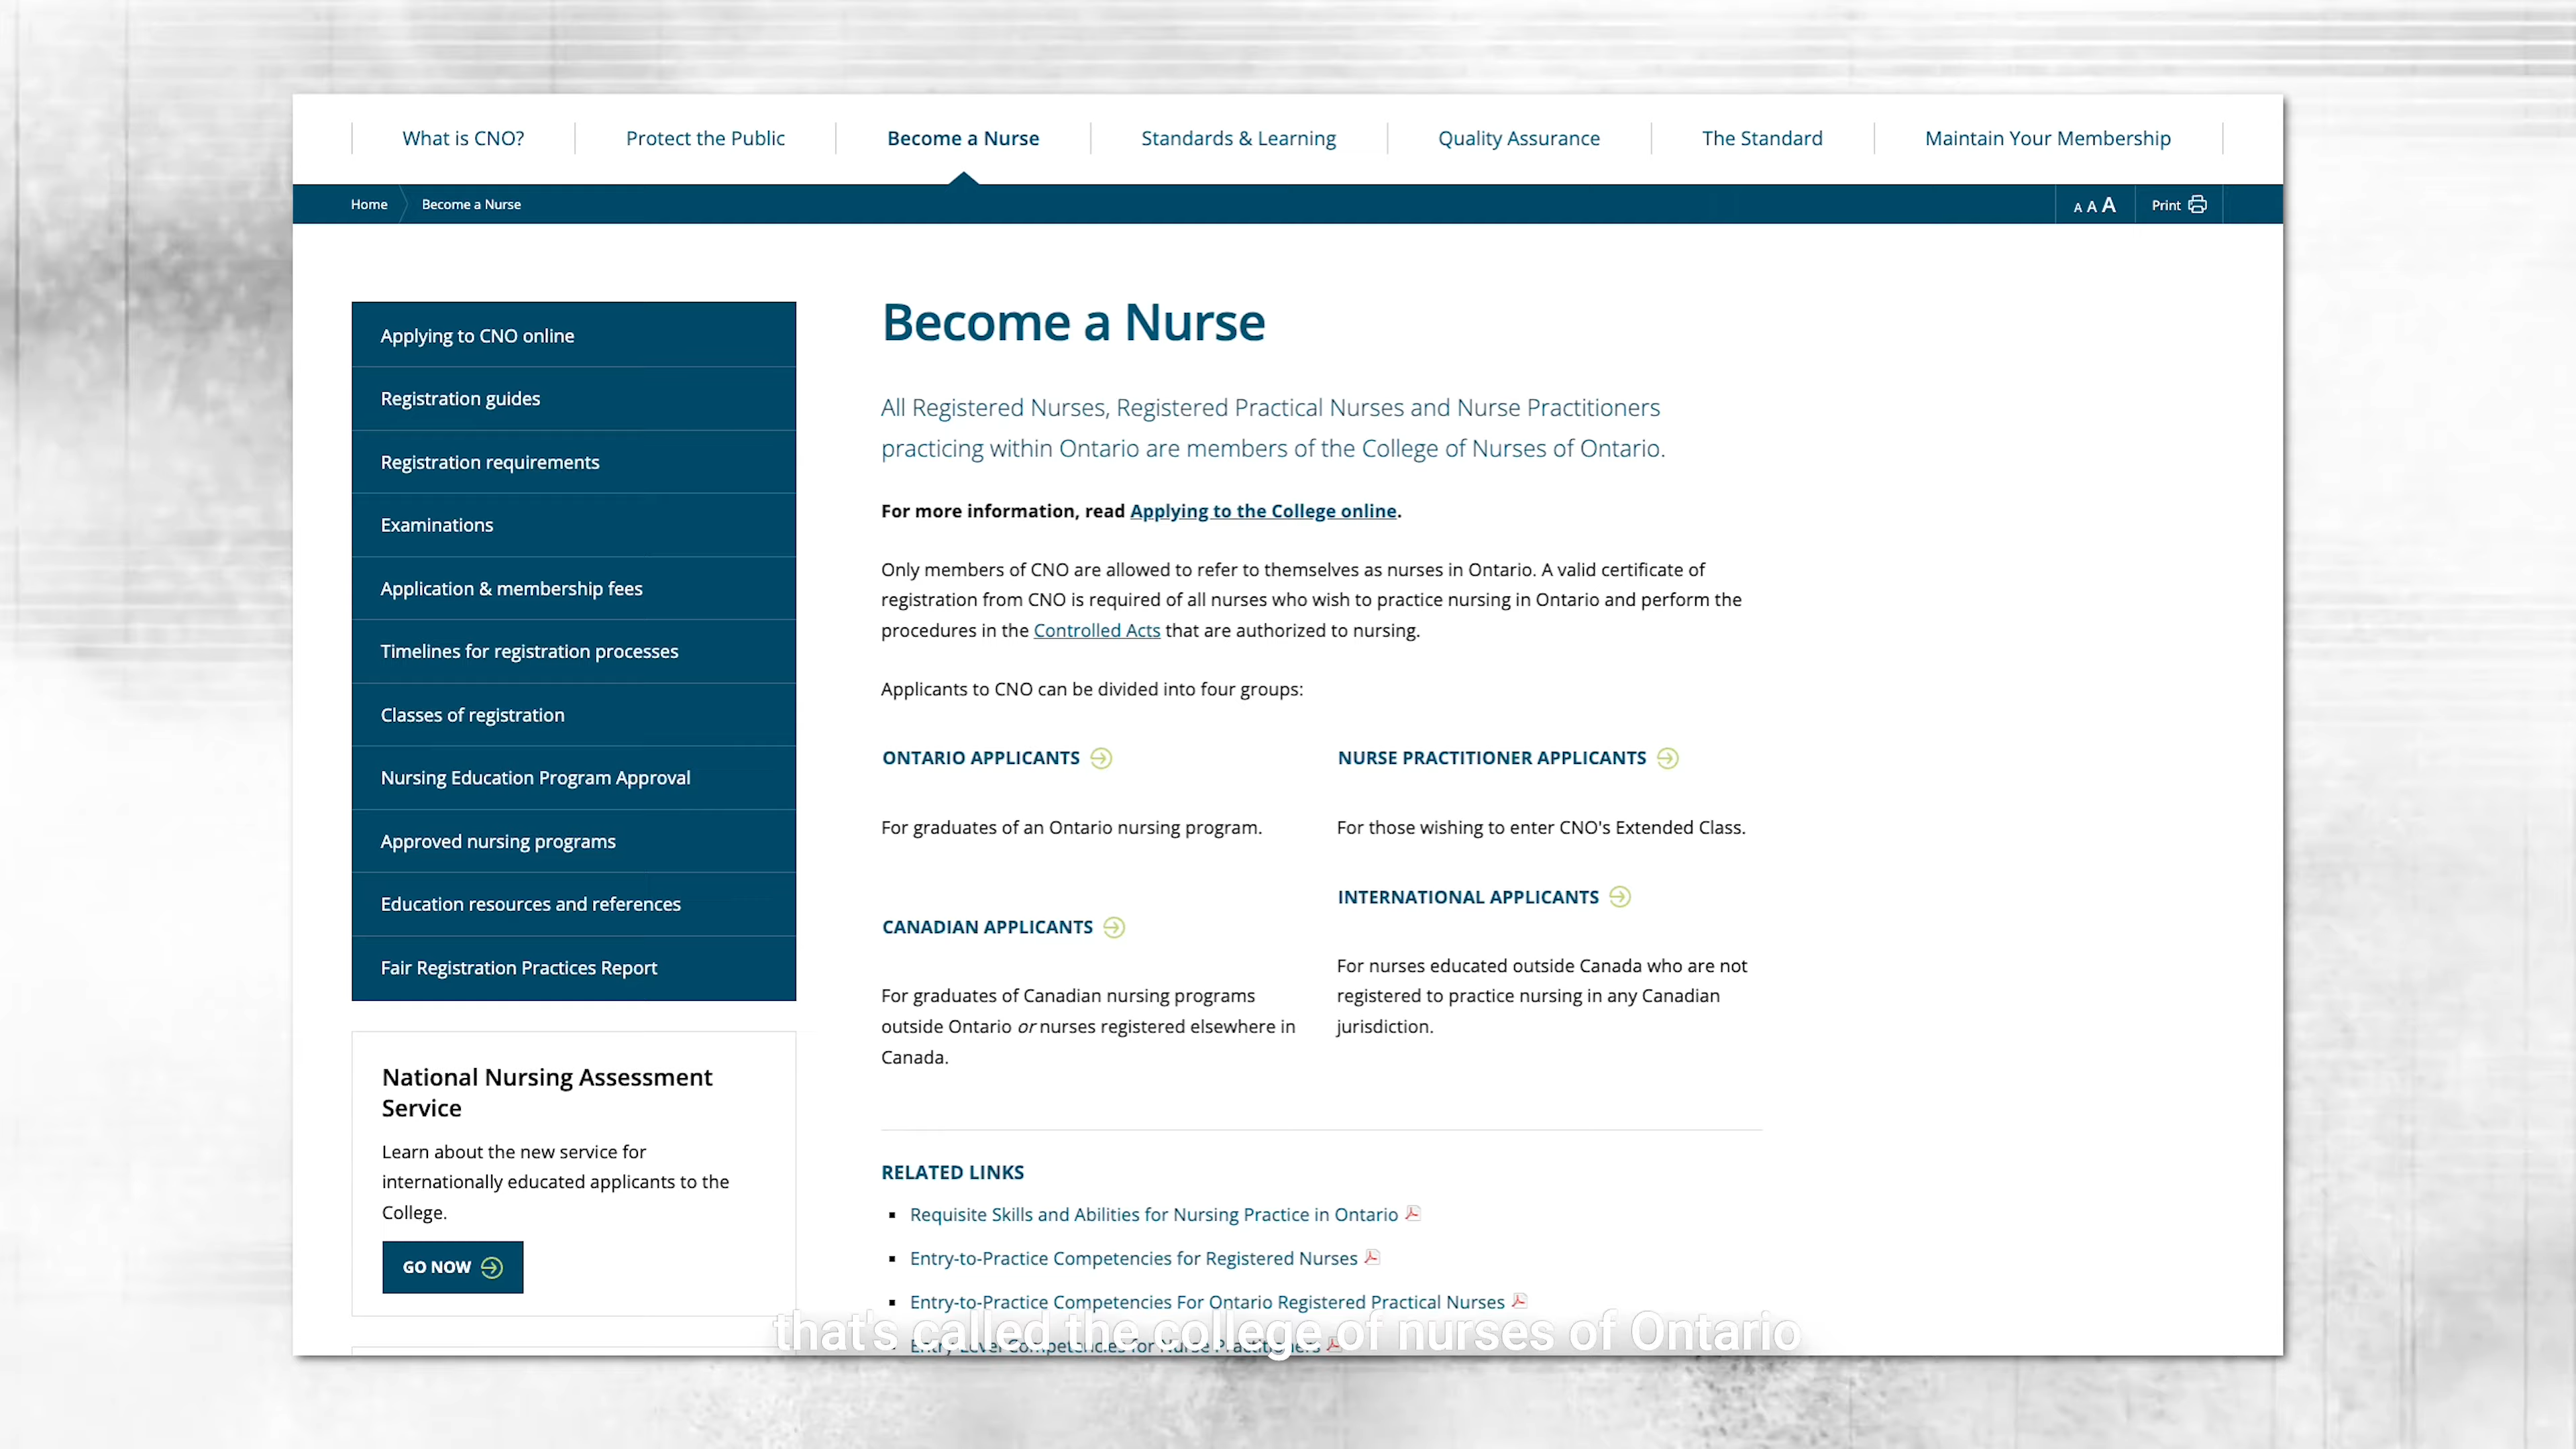 What is CNO?
Protect the Public
Become a Nurse
Standards & Learning
Quality Assurance
The Standard
Maintain Your Membership
Home
Become a Nurse
A A A
Print
Applying to CNO online
Registration guides
Registration requirements
Examinations
Application & membership fees
Timelines for registration processes
Classes of registration
Nursing Education Program Approval
Approved nursing programs
Education resources and references
Fair Registration Practices Report
National Nursing Assessment
Service
Learn about the new service for
internationally educated applicants to the
College.
GO NOW
Become a Nurse
All Registered Nurses, Registered Practical Nurses and Nurse Practitioners
practicing within Ontario are members of the College of Nurses of Ontario.
For more information, read Applying to the College online.
Only members of CNO are allowed to refer to themselves as nurses in Ontario. A valid certificate of
registration from CNO is required of all nurses who wish to practice nursing in Ontario and perform the
procedures in the Controlled Acts that are authorized to nursing.
Applicants to CNO can be divided into four groups:
ONTARIO APPLICANTS
For graduates of an Ontario nursing program.
CANADIAN APPLICANTS
For graduates of Canadian nursing programs
outside Ontario or nurses registered elsewhere in
Canada.
NURSE PRACTITIONER APPLICANTS
For those wishing to enter CNO's Extended Class.
INTERNATIONAL APPLICANTS
For nurses educated outside Canada who are not
registered to practice nursing in any Canadian
jurisdiction.
RELATED LINKS
Requisite Skills and Abilities for Nursing Practice in Ontario
Entry-to-Practice Competencies for Registered Nurses
Entry-to-Practice Competencies For Ontario Registered Practical Nurses
Entry-Level Competencies for Nurse Practitioners
that's called the college of nurses of Ontario